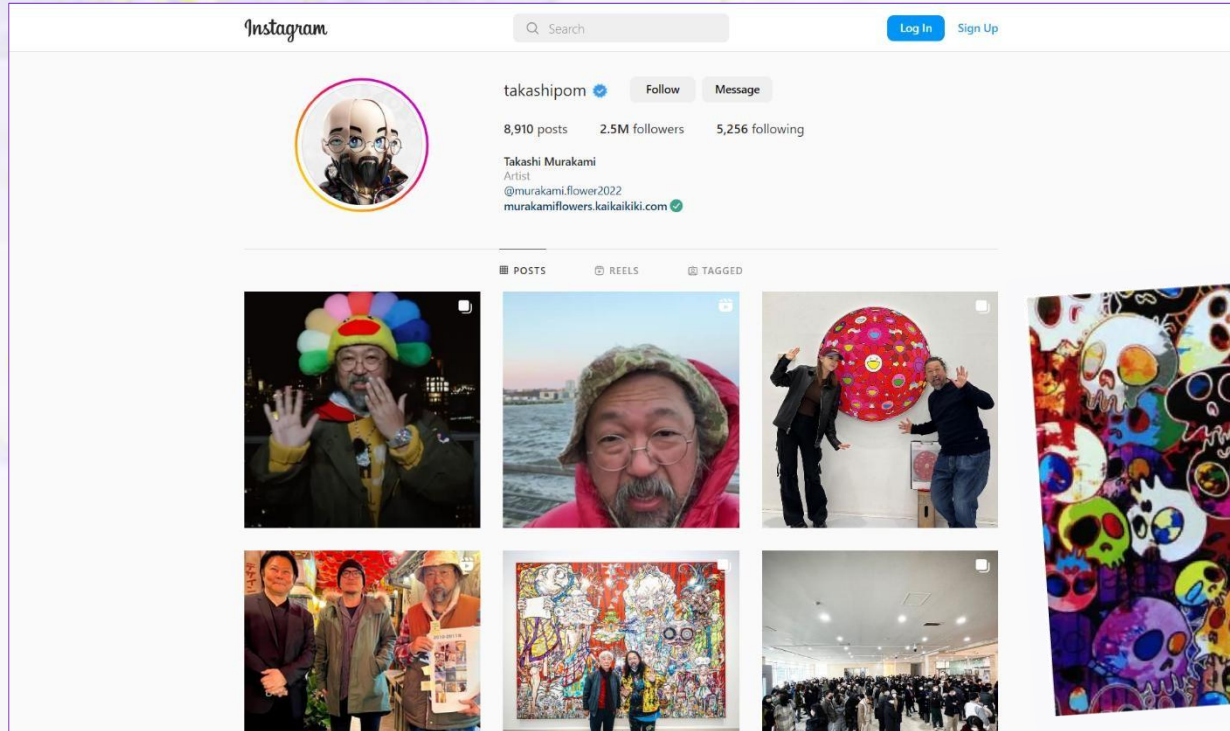 Instagram
Search
Log In
Sign Up
takashipom
Follow
Message
8,910 posts 2.5M followers 5,256 following
Takashi Murakami
Artist
@murakami.flower2022
murakamiflowers.kaikaikiki.com
POSTS
REELS
TAGGED